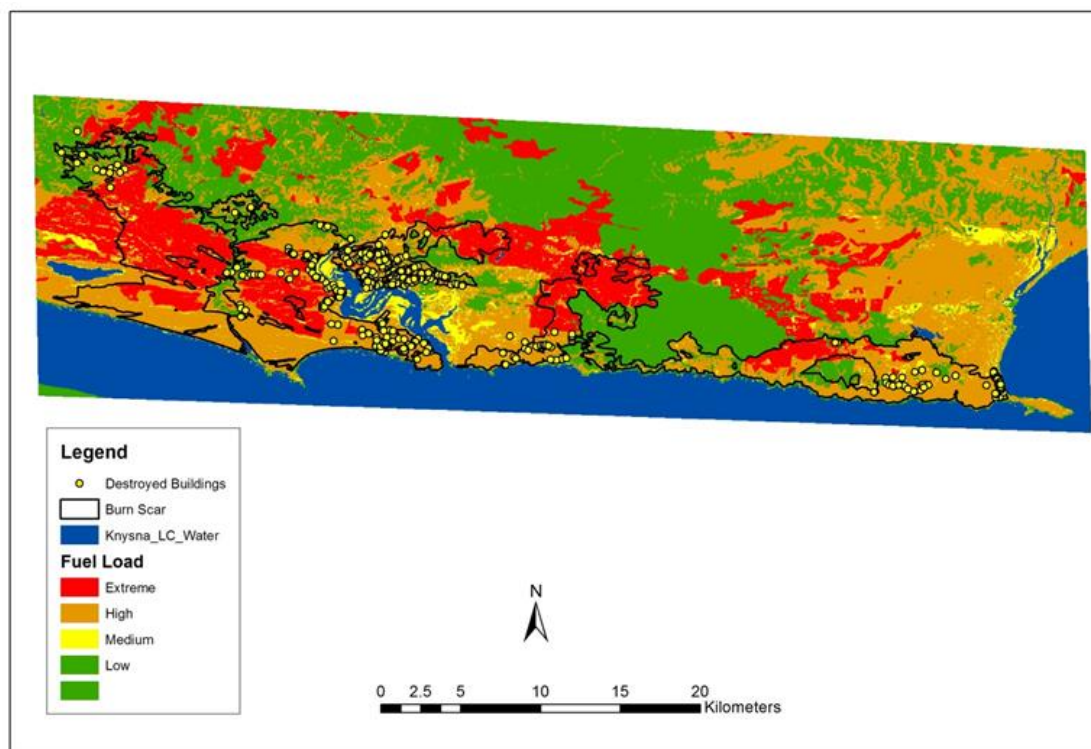 Legend
Destroyed Buildings
Burn Scar
Knysna_LC_Water
Fuel Load
Extreme
High
Medium
Low
N
0 2.5 5 10 15 20
Kilometers